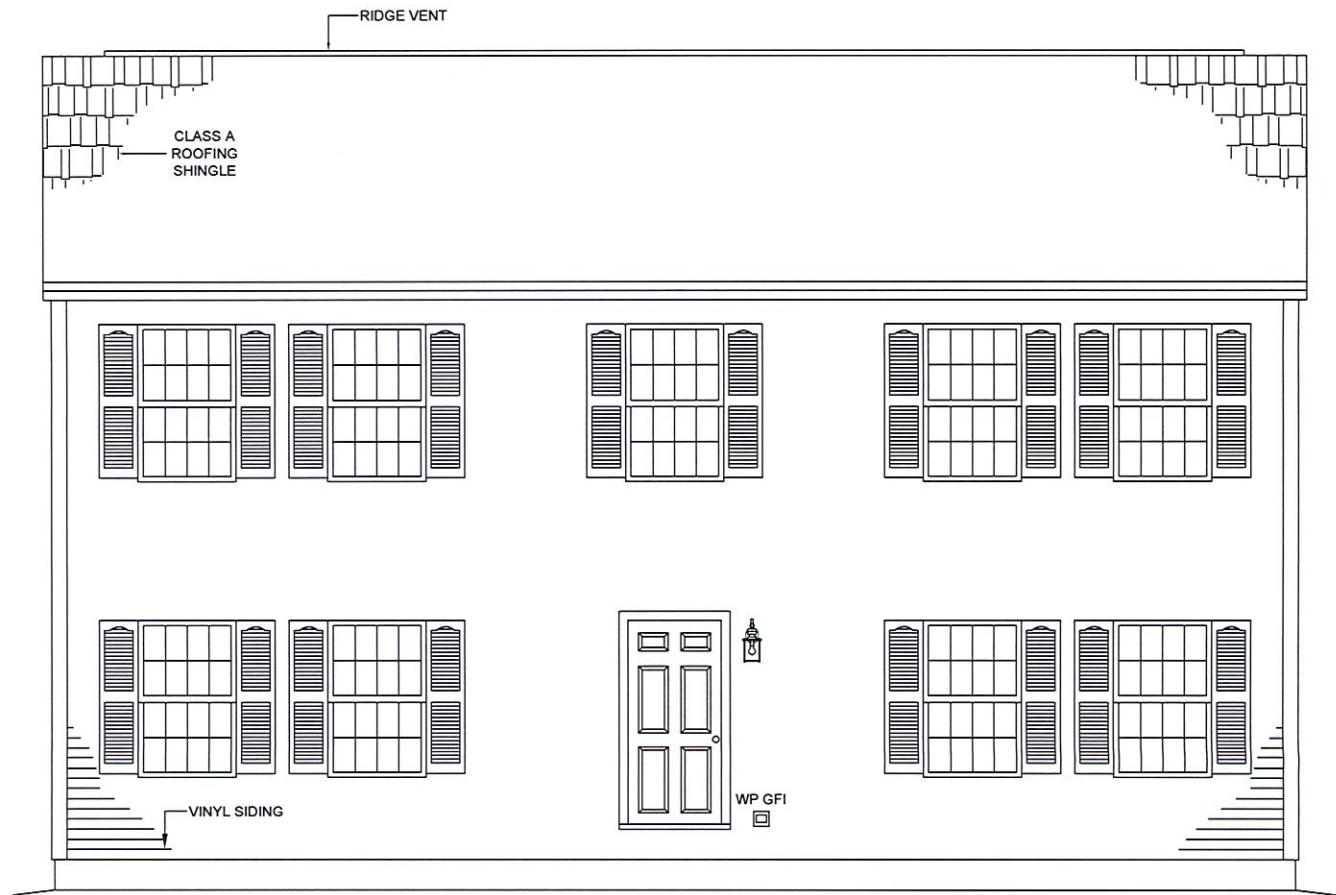 RIDGE VENT
CLASS A
ROOFING
SHINGLE
WP GFI
VINYL SIDING